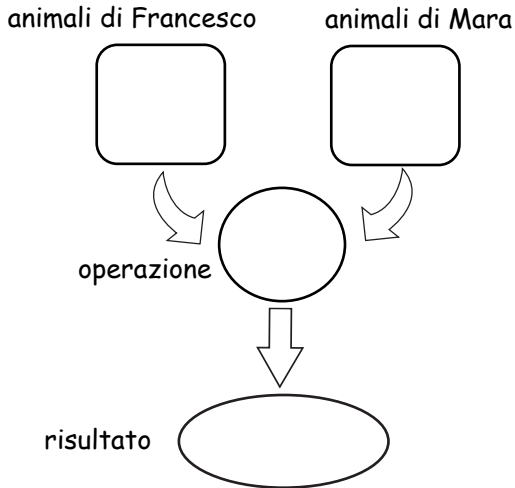 animali di Francesco
animali di Mara
operazione
risultato